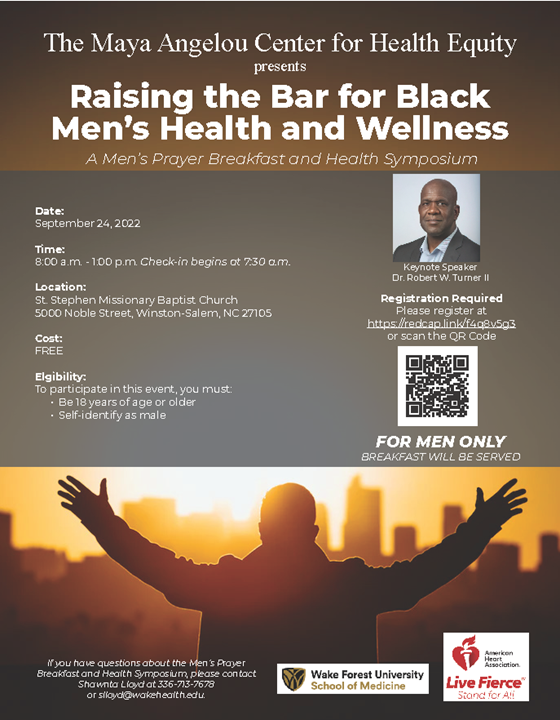 The Maya Angelou Center for Health Equity
presents
Raising the Bar for Black
Men's Health and Wellness
A Men's Prayer Breakfast and Health Symposium
Date:
September 24, 2022
Time:
8:00 a.m. - 1:00 p.m. Check-in begins at 7:30 a.m.
Location:
St. Stephen Missionary Baptist Church
5000 Noble Street, Winston-Salem, NC 27105
Cost:
FREE
Elgibility:
To participate in this event, you must:
• Be 18 years of age or older
• Self-identify as male
Keynote Speaker
Dr. Robert W. Turner II
Registration Required
Please register at
https://redcap.link/f4q8v5g3
or scan the QR Code
FOR MEN ONLY
BREAKFAST WILL BE SERVED
If you have questions about the Men's Prayer
Breakfast and Health Symposium, please contact
Shawnta Lloyd at 336-713-7678
or slloyd@wakehealth.edu.
Wake Forest University
School of Medicine
American
Heart
Association.
Live Fierce™
Stand for All